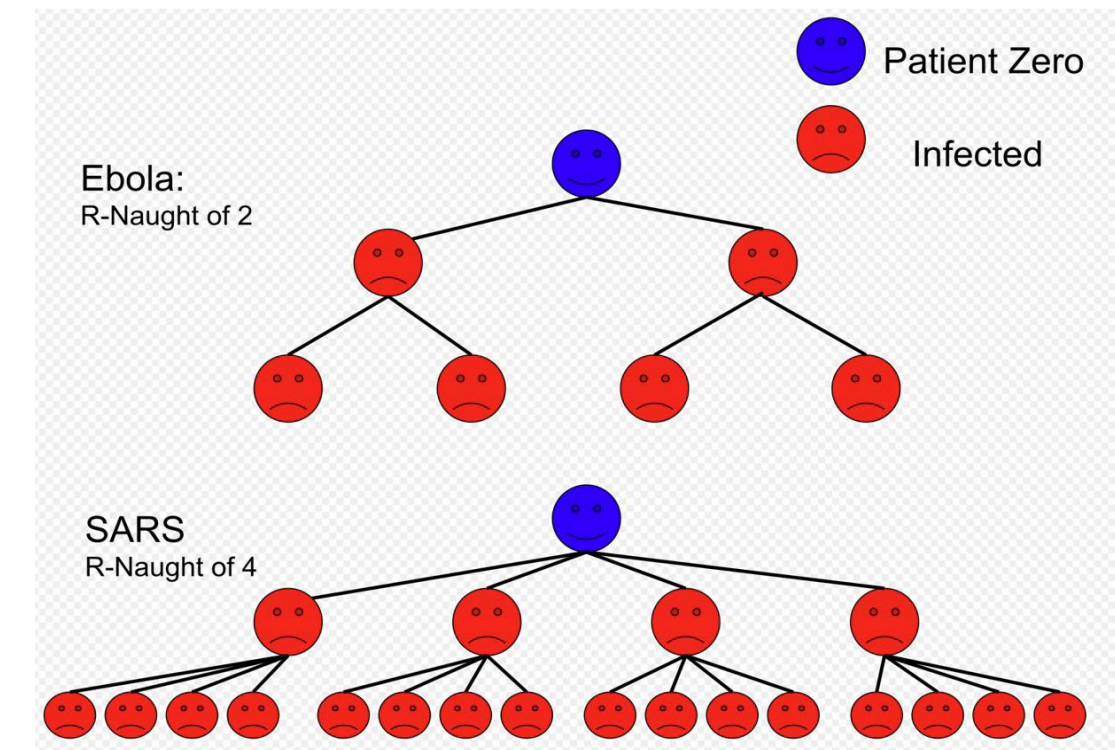 Patient Zero
Infected
Ebola:
R-Naught of 2
SARS
R-Naught of 4